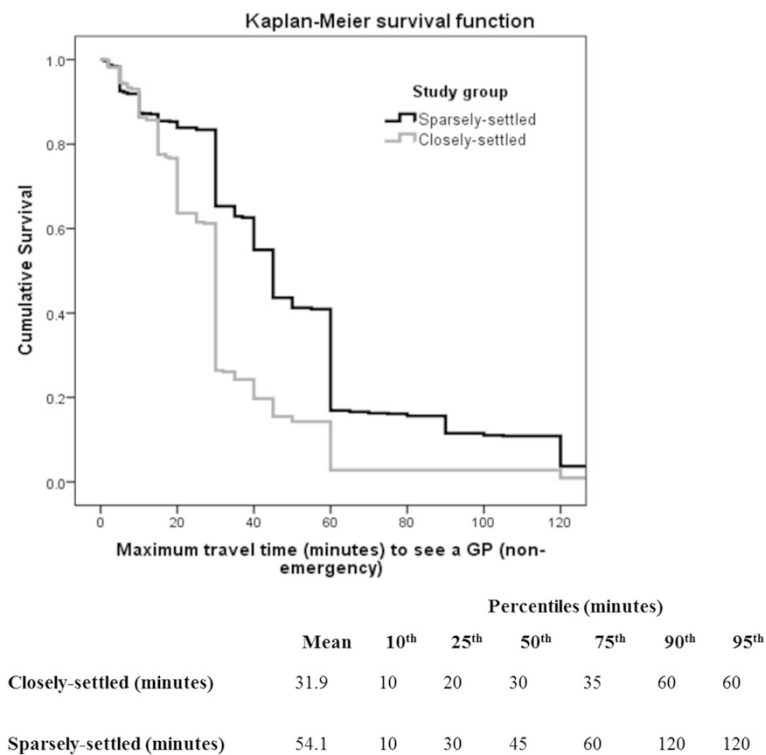 Kaplan-Meier survival function
1.0
0.8
0.6
0.4
0.2
0.0
Cumulative Survival
Study group
Sparsely-settled
Closely-settled
0 20 40 60 80 100 120
Maximum travel time (minutes) to see a GP (non-
emergency)
Percentiles (minutes)
Mean 10th 25th 50th 75th 90th 95th
Closely-settled (minutes) 31.9 10 20 30 35 60 60
Sparsely-settled (minutes) 54.1 10 30 45 60 120 120